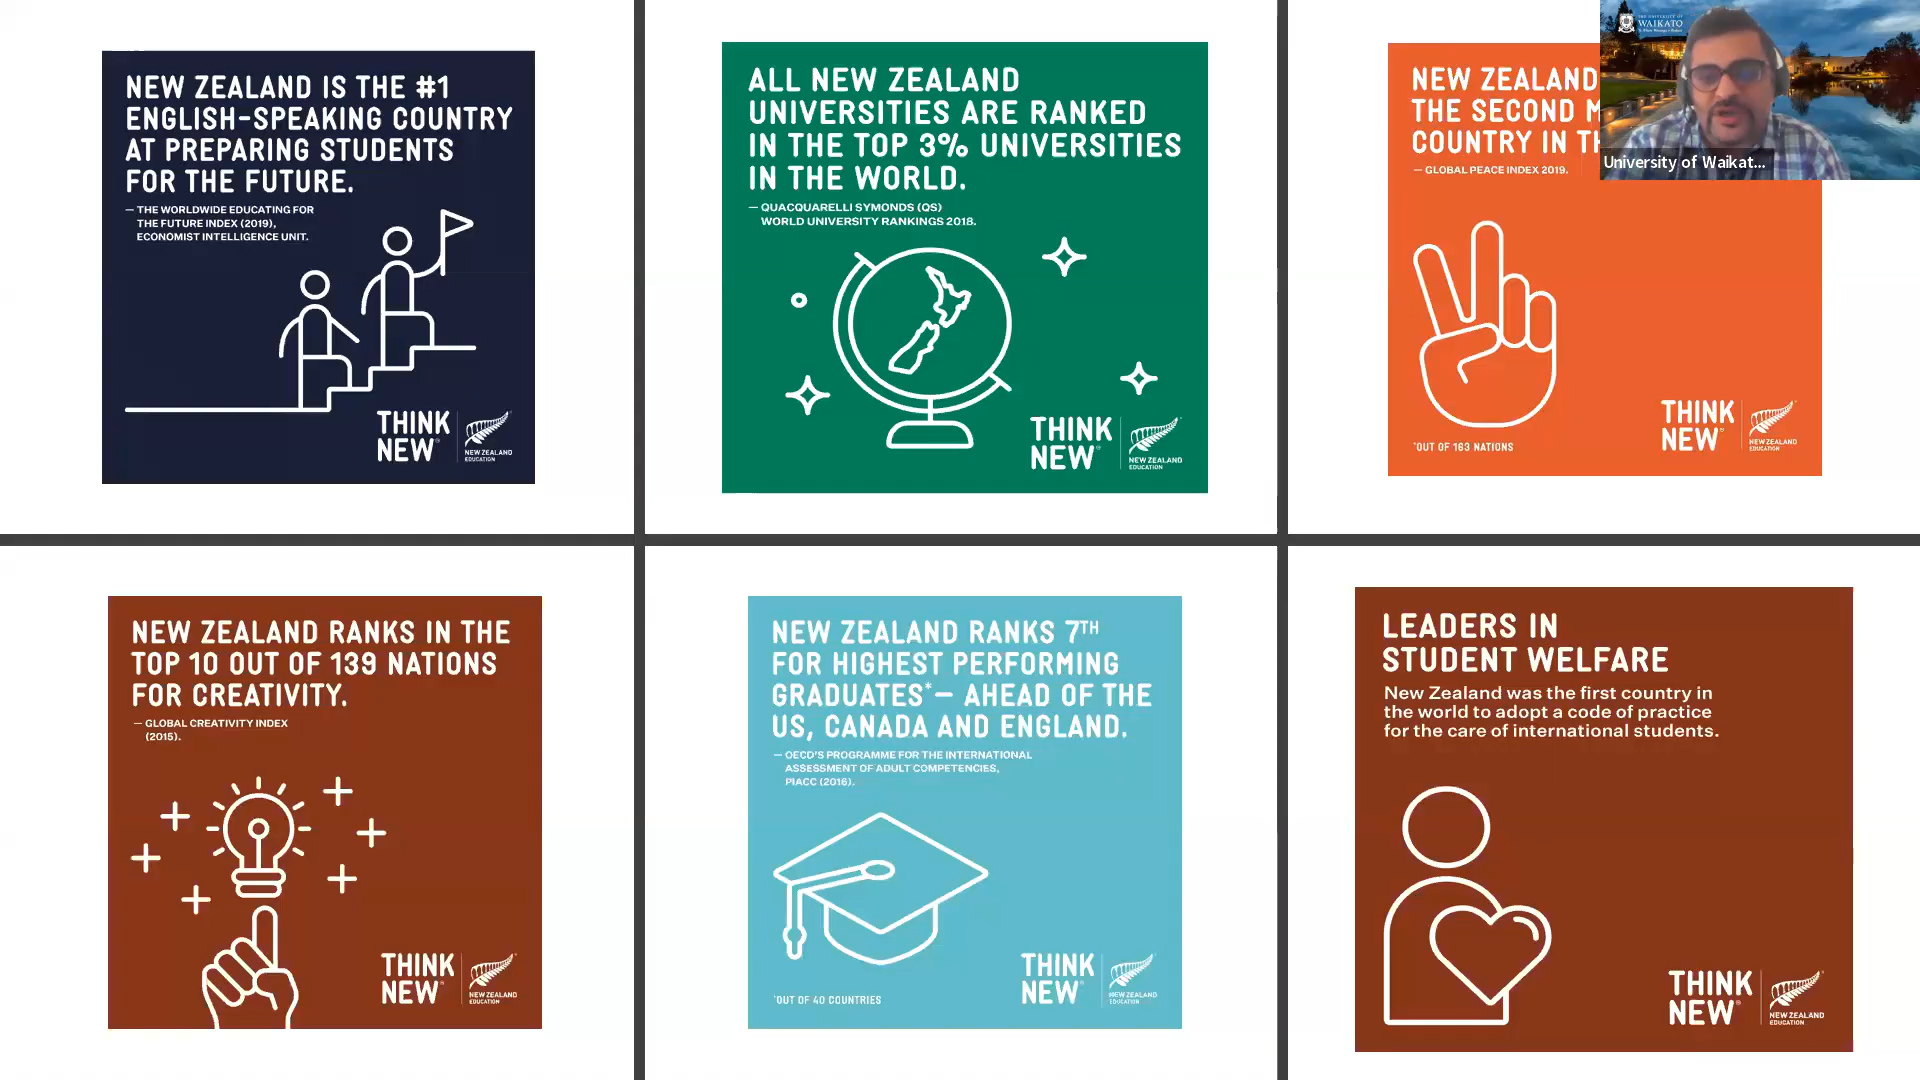 NEW ZEALAND IS THE #1
ENGLISH-SPEAKING COUNTRY
AT PREPARING STUDENTS
FOR THE FUTURE.
— THE WORLDWIDE EDUCATING FOR
THE FUTURE INDEX (2019),
ECONOMIST INTELLIGENCE UNIT.
THINK
NEW
NEW ZEALAND
EDUCATION
ALL NEW ZEALAND
UNIVERSITIES ARE RANKED
IN THE TOP 3% UNIVERSITIES
IN THE WORLD.
— QUACQUARELLI SYMONDS (QS)
WORLD UNIVERSITY RANKINGS 2018.
THINK
NEW
NEW ZEALAND
EDUCATION
NEW ZEALAND
THE SECOND
COUNTRY IN
— GLOBAL PEACE INDEX 2019.
*OUT OF 163 NATIONS
THINK
NEW
NEW ZEALAND
EDUCATION
THE UNIVERSITY OF
WAIKATO
University of Waikat...
NEW ZEALAND RANKS IN THE
TOP 10 OUT OF 139 NATIONS
FOR CREATIVITY.
— GLOBAL CREATIVITY INDEX
(2015).
THINK
NEW
NEW ZEALAND
EDUCATION
NEW ZEALAND RANKS 7TH
FOR HIGHEST PERFORMING
GRADUATES*— AHEAD OF THE
US, CANADA AND ENGLAND.
— OECD'S PROGRAMME FOR THE INTERNATIONAL
ASSESSMENT OF ADULT COMPETENCIES,
PIACC (2016).
*OUT OF 40 COUNTRIES
THINK
NEW
NEW ZEALAND
EDUCATION
LEADERS IN
STUDENT WELFARE
New Zealand was the first country in
the world to adopt a code of practice
for the care of international students.
THINK
NEW
NEW ZEALAND
EDUCATION